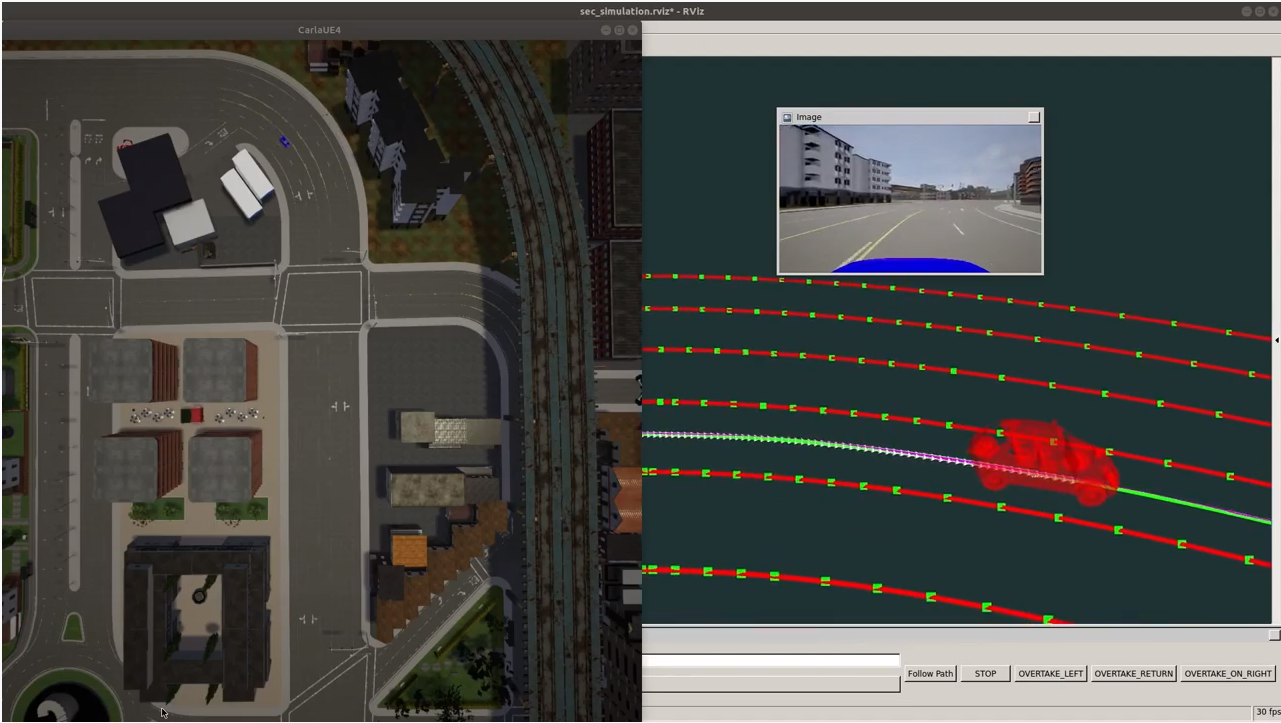 sec_simulation.rviz* - RViz
CarlaUE4
Image
Follow Path
STOP
OVERTAKE_LEFT
OVERTAKE_RETURN
OVERTAKE_ON_RIGHT
30 fps